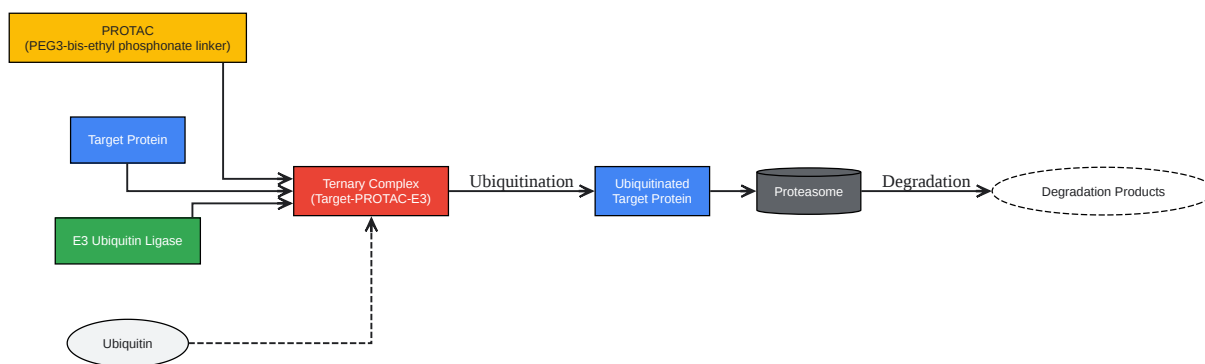 PROTAC
(PEG3-bis-ethyl phosphonate linker)
Target Protein
E3 Ubiquitin Ligase
Ubiquitin
Ternary Complex
(Target-PROTAC-E3)
Ubiquitination
Ubiquitinated
Target Protein
Proteasome
Degradation
Degradation Products